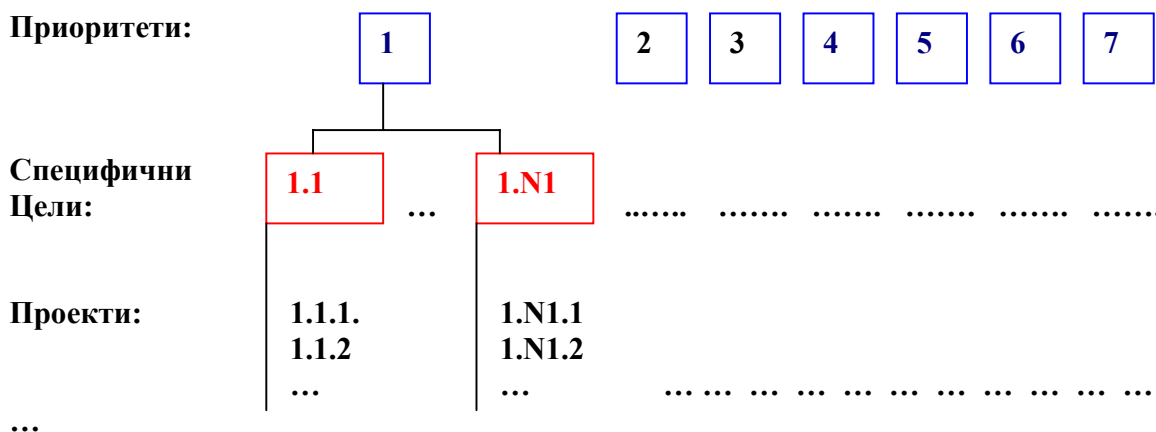 Приоритети: 1 2 3 4 5 6 7
Специфични
Цели: 1.1 … 1.N1 ..….. ……. ……. ……. ……. …….
Проекти: 1.1.1. 1.N1.1
1.1.2 1.N1.2
… … … … … … … … … … … … …
…